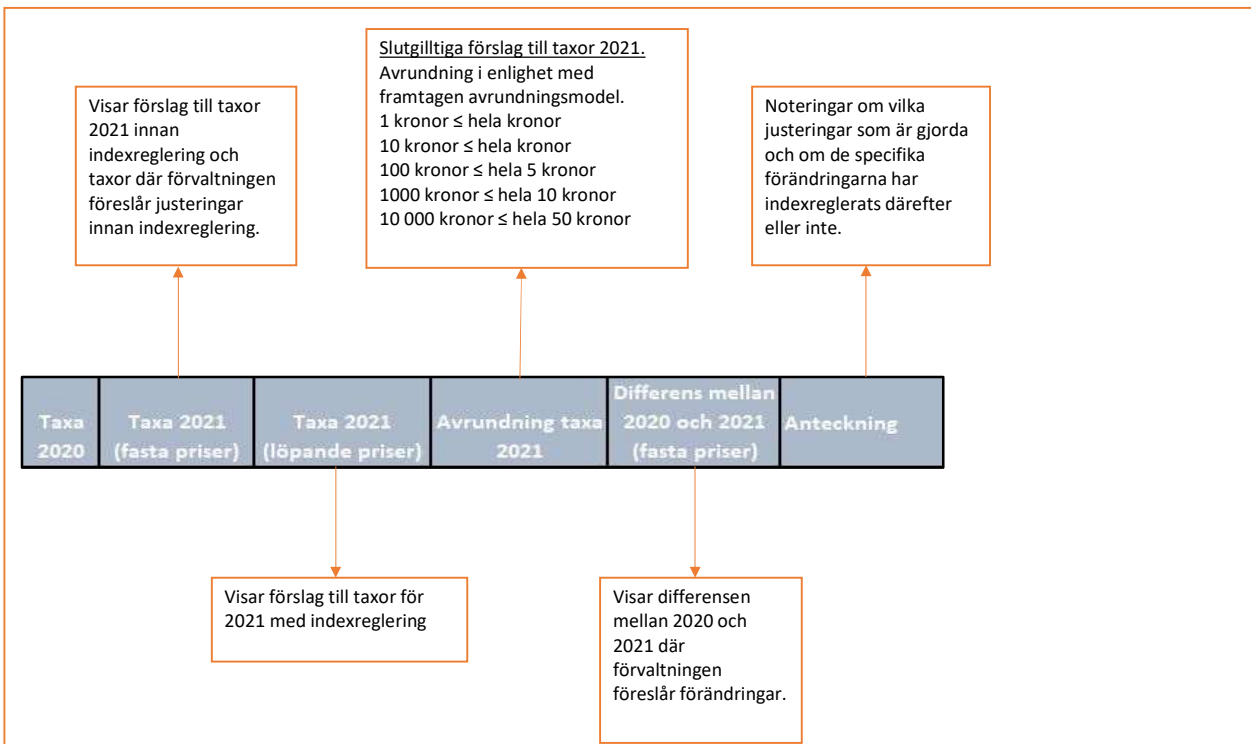 Visar förslag till taxor
2021 innan
indexreglering och
taxor där förvaltningen
föreslår justeringar
innan indexreglering.
Slutgilltiga förslag till taxor 2021.
Avrundning i enlighet med
framtagen avrundningsmodel.
1 kronor ≤ hela kronor
10 kronor ≤ hela kronor
100 kronor ≤ hela 5 kronor
1000 kronor ≤ hela 10 kronor
10 000 kronor ≤ hela 50 kronor
Noteringar om vilka
justeringar som är gjorda
och om de specifika
förändringarna har
indexreglerats därefter
eller inte.
Taxa
2020
Taxa 2021
(fasta priser)
Taxa 2021
(löpande priser)
Avrundning taxa
2021
Differens mellan
2020 och 2021
(fasta priser)
Anteckning
Visar förslag till taxor för
2021 med indexreglering
Visar differensen
mellan 2020 och
2021 där
förvaltningen
föreslår förändringar.